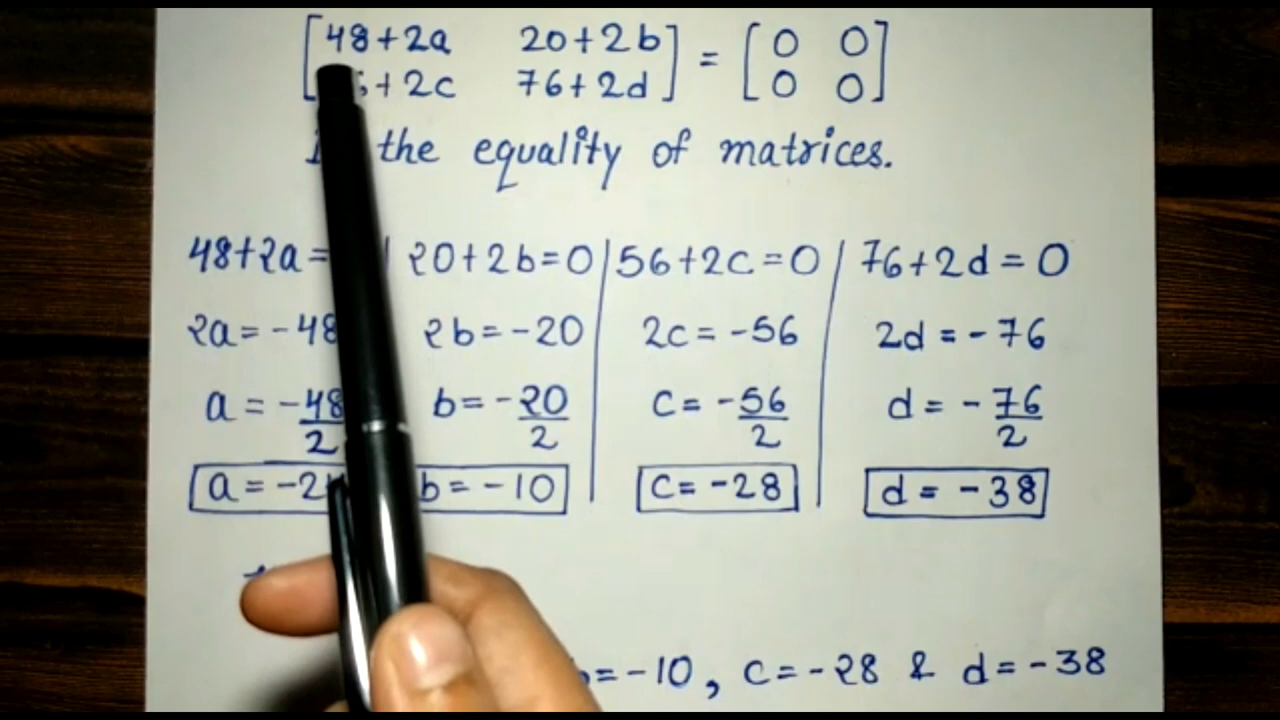 [48+2a 20+2b] = [0 0]
[6+2c 76+2d] [0 0]
the equality of matrices.
48+2a= | 20+2b=0 | 56+2c=0 | 76+2d=0
2a=-48 2b=-20 2c=-56 2d=-76
a=-48/2 b=-20/2 c=-56/2 d=-76/2
a=-24 b=-10 c=-28 d=-38
b=-10, c=-28 & d=-38